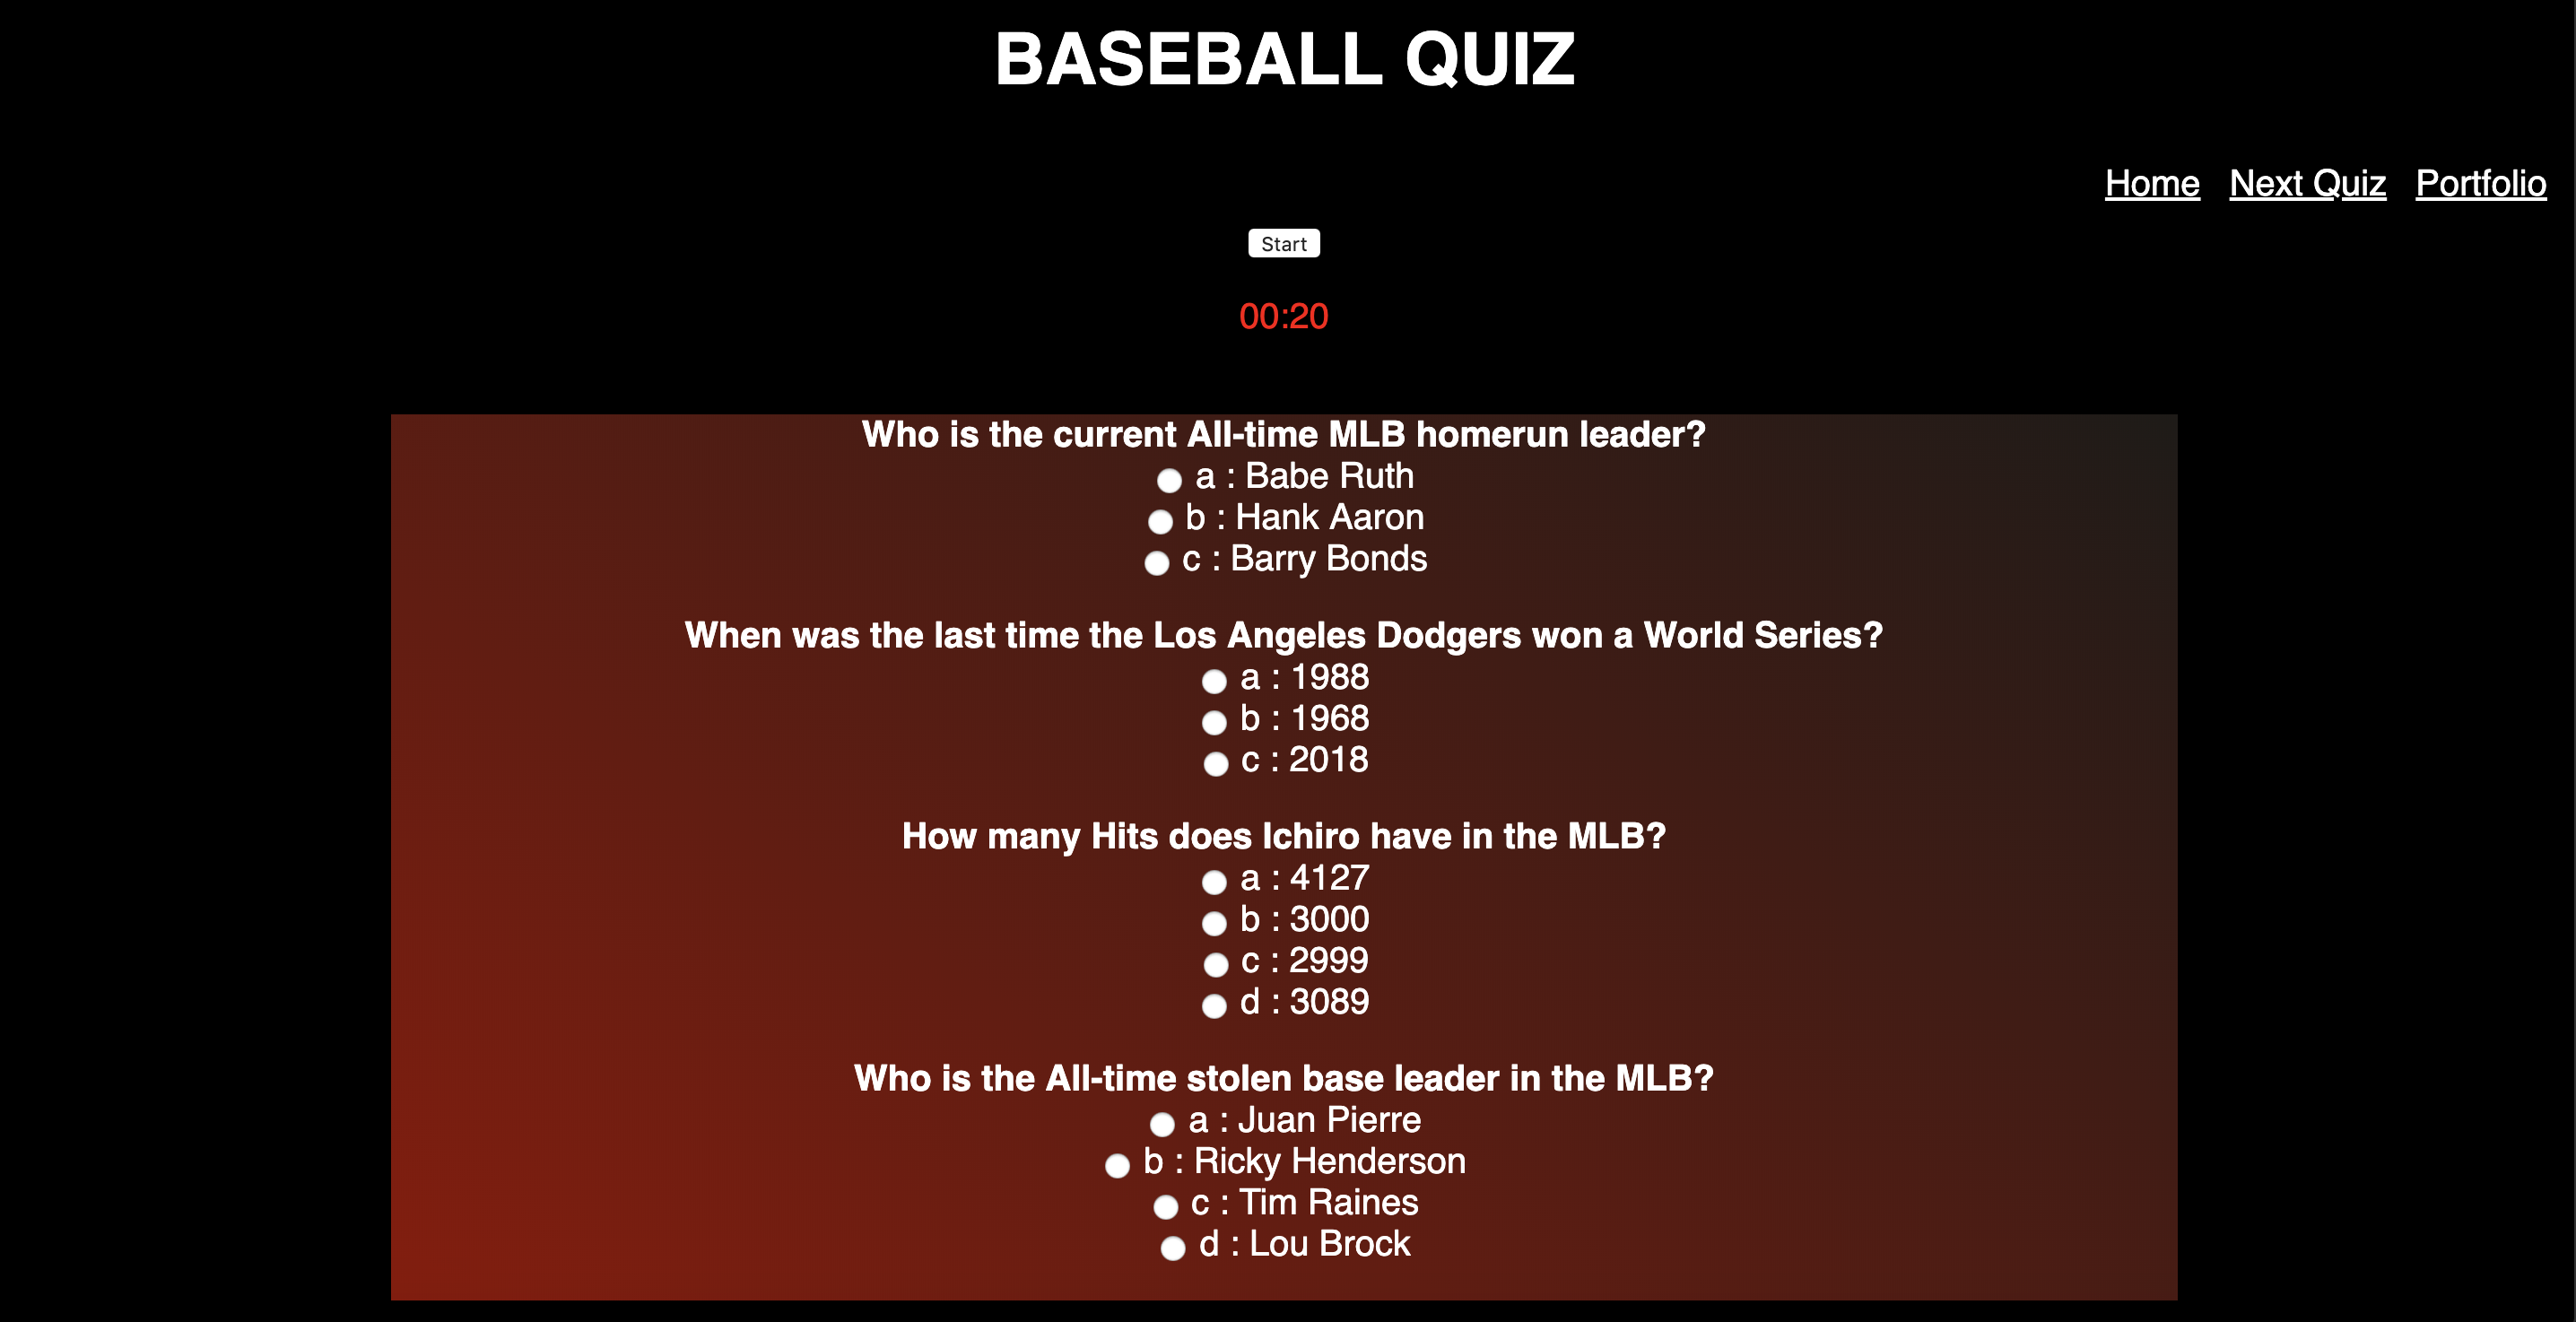 BASEBALL QUIZ
Home Next Quiz Portfolio
Start
00:20
Who is the current All-time MLB homerun leader?
a : Babe Ruth
b : Hank Aaron
c : Barry Bonds
When was the last time the Los Angeles Dodgers won a World Series?
a : 1988
b : 1968
c : 2018
How many Hits does Ichiro have in the MLB?
a : 4127
b : 3000
c : 2999
d : 3089
Who is the All-time stolen base leader in the MLB?
a : Juan Pierre
b : Ricky Henderson
c : Tim Raines
d : Lou Brock